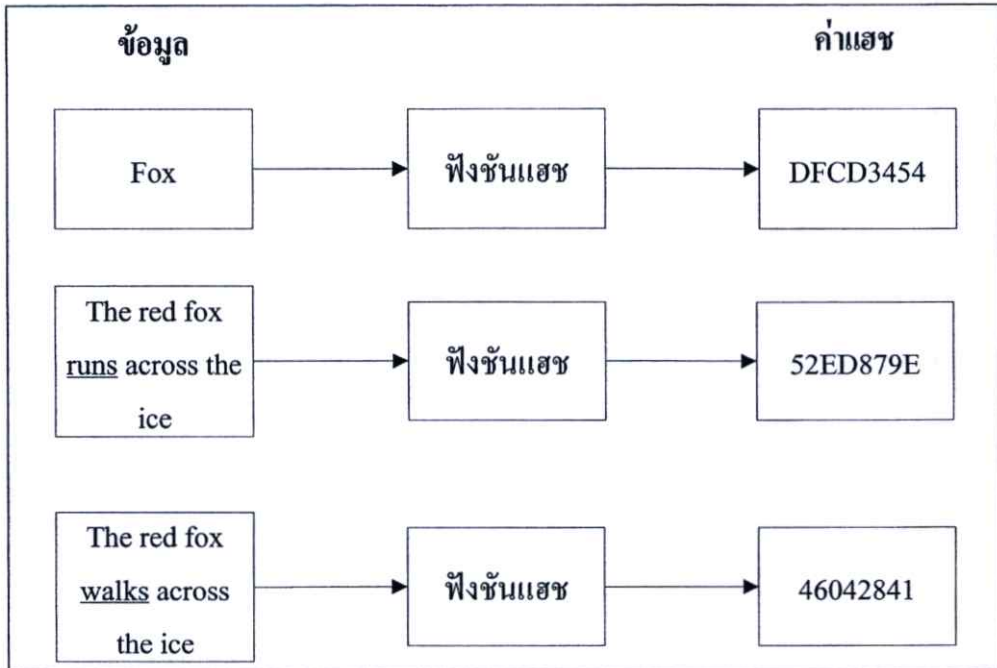 ข้อมูล ค่าแฮช
Fox ฟังชันแฮช DFCD3454
The red fox
runs across the ฟังชันแฮช 52ED879E
ice
The red fox
walks across ฟังชันแฮช 46042841
the ice